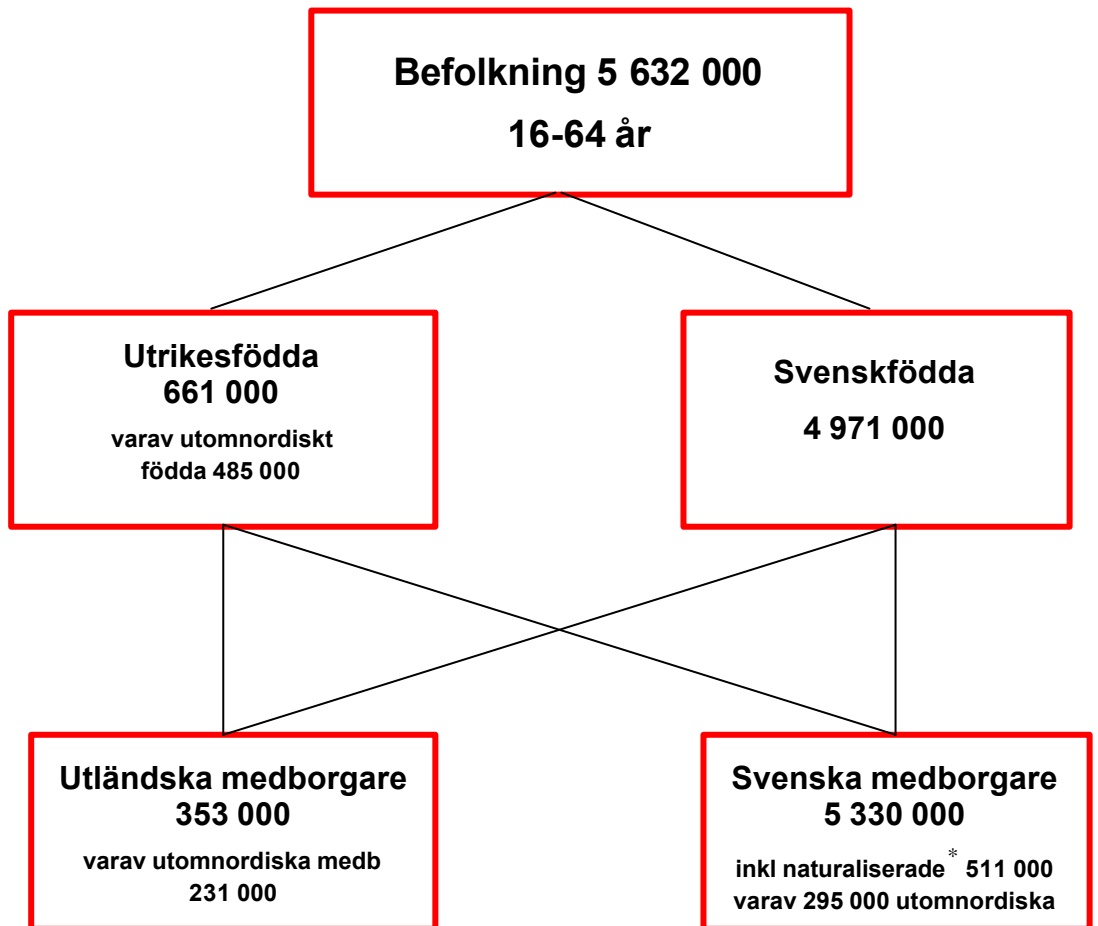 Befolkning 5 632 000
16-64 år
Utrikesfödda
661 000
varav utomnordiskt
födda 485 000
Svenskfödda
4 971 000
Utländska medborgare
353 000
varav utomnordiska medb
231 000
Svenska medborgare
5 330 000
inkl naturaliserade* 511 000
varav 295 000 utomnordiska